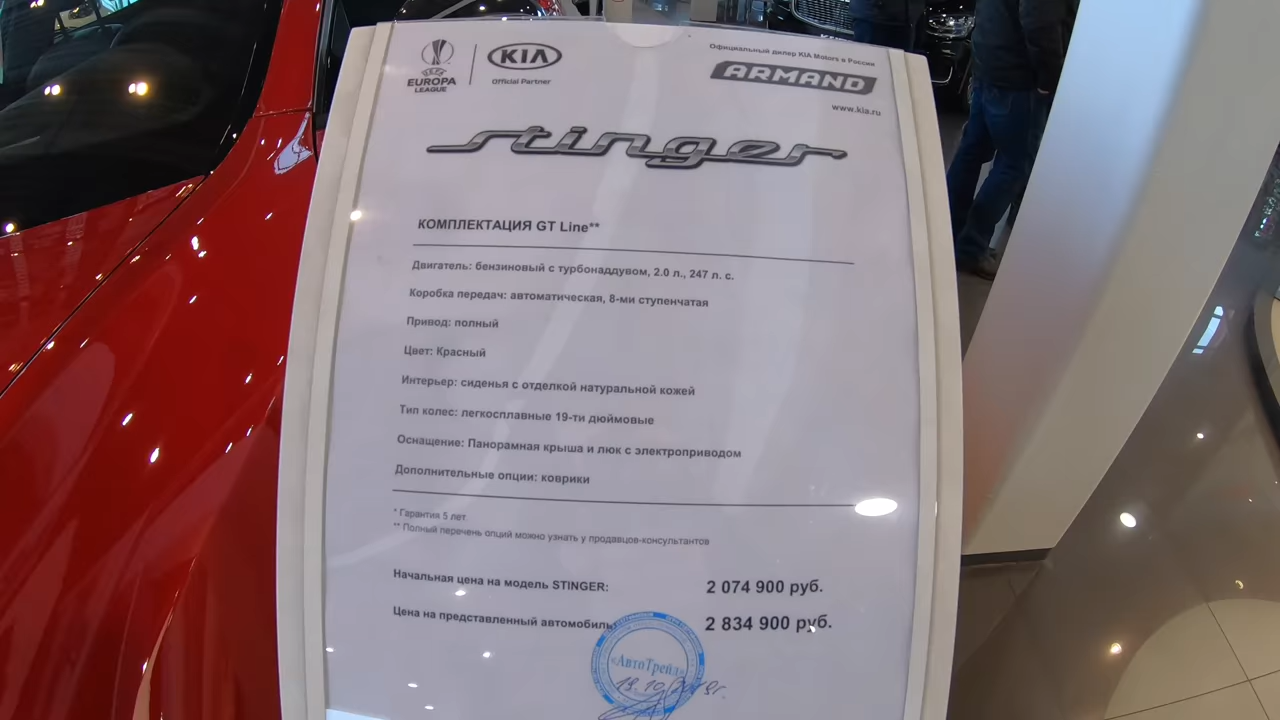 UEFA
EUROPA
LEAGUE
KIA
Official Partner
Официальный дилер KIA Motors в России
ARMAND
www.kia.ru
stinger
КОМПЛЕКТАЦИЯ GT Line**
Двигатель: бензиновый с турбонаддувом, 2.0 л., 247 л. с.
Коробка передач: автоматическая, 8-ми ступенчатая
Привод: полный
Цвет: Красный
Интерьер: сиденья с отделкой натуральной кожей
Тип колес: легкосплавные 19-ти дюймовые
Оснащение: Панорамная крыша и люк с электроприводом
Дополнительные опции: коврики
* Гарантия 5 лет
** Полный перечень опций можно узнать у продавцов-консультантов
Начальная цена на модель STINGER: 2 074 900 руб.
Цена на представленный автомобиль: 2 834 900 руб.
«АвтоТрейд»